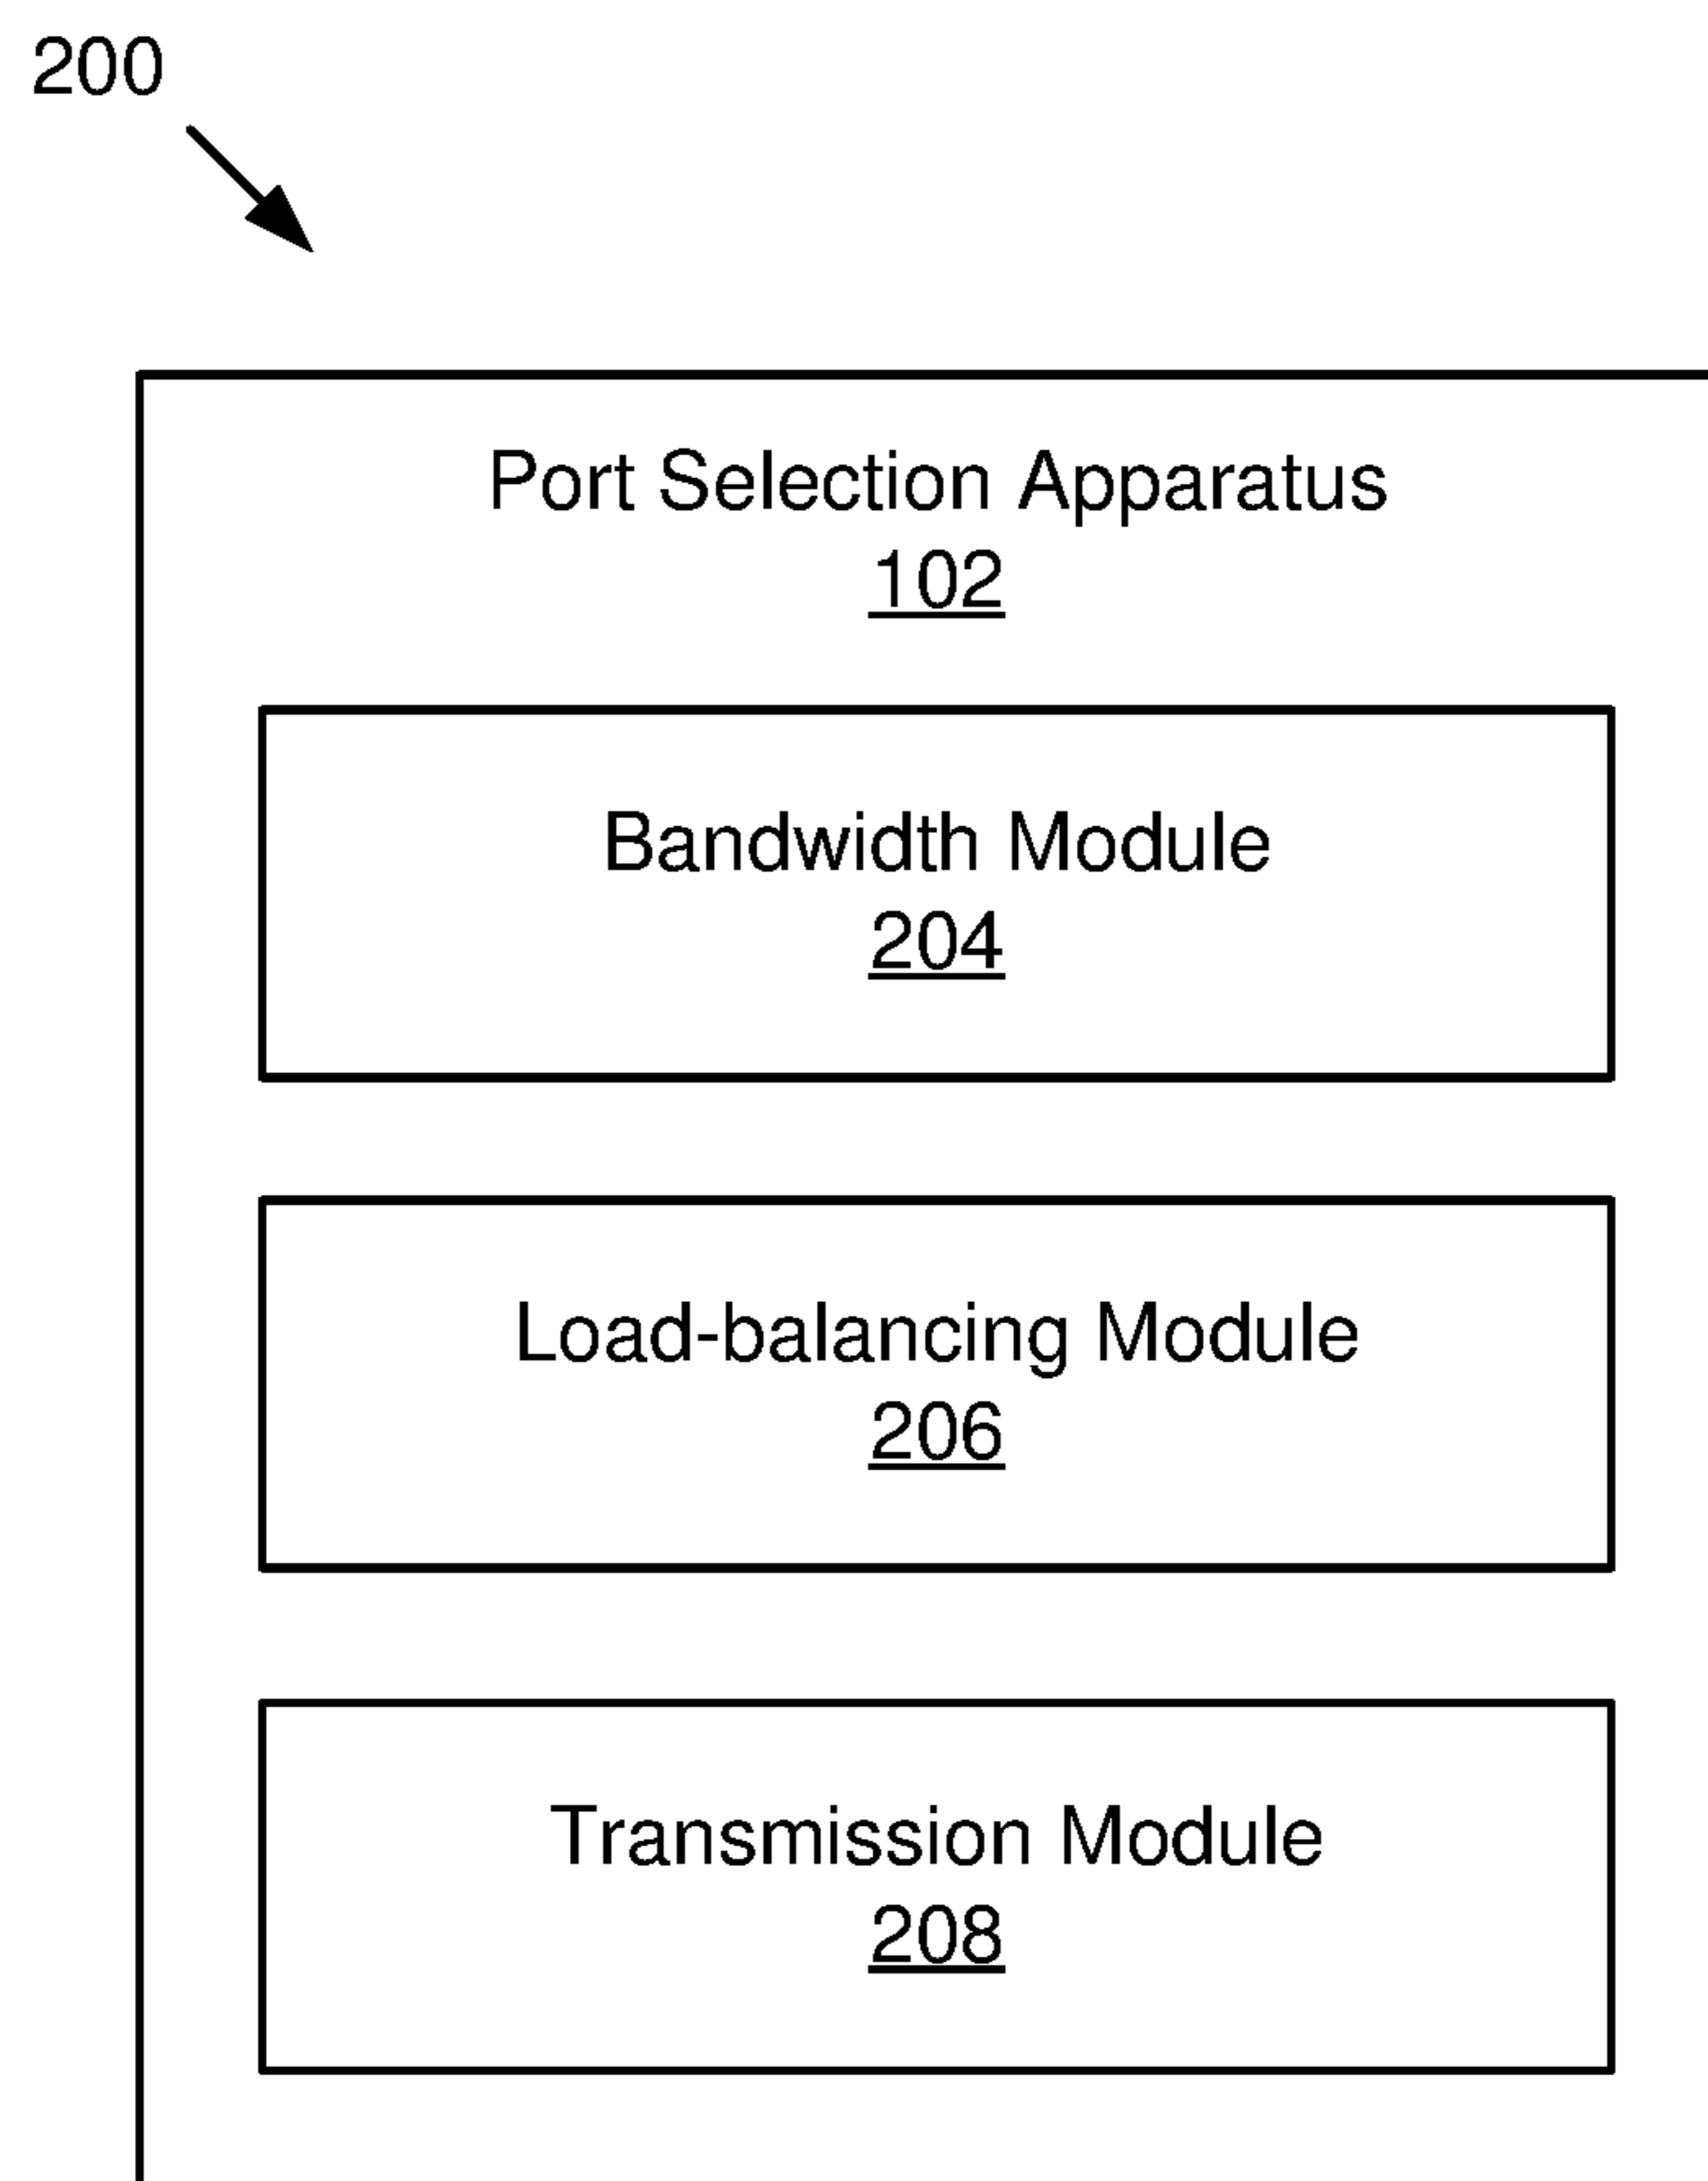 200
Port Selection Apparatus
102
Bandwidth Module
204
Load-balancing Module
206
Transmission Module
208